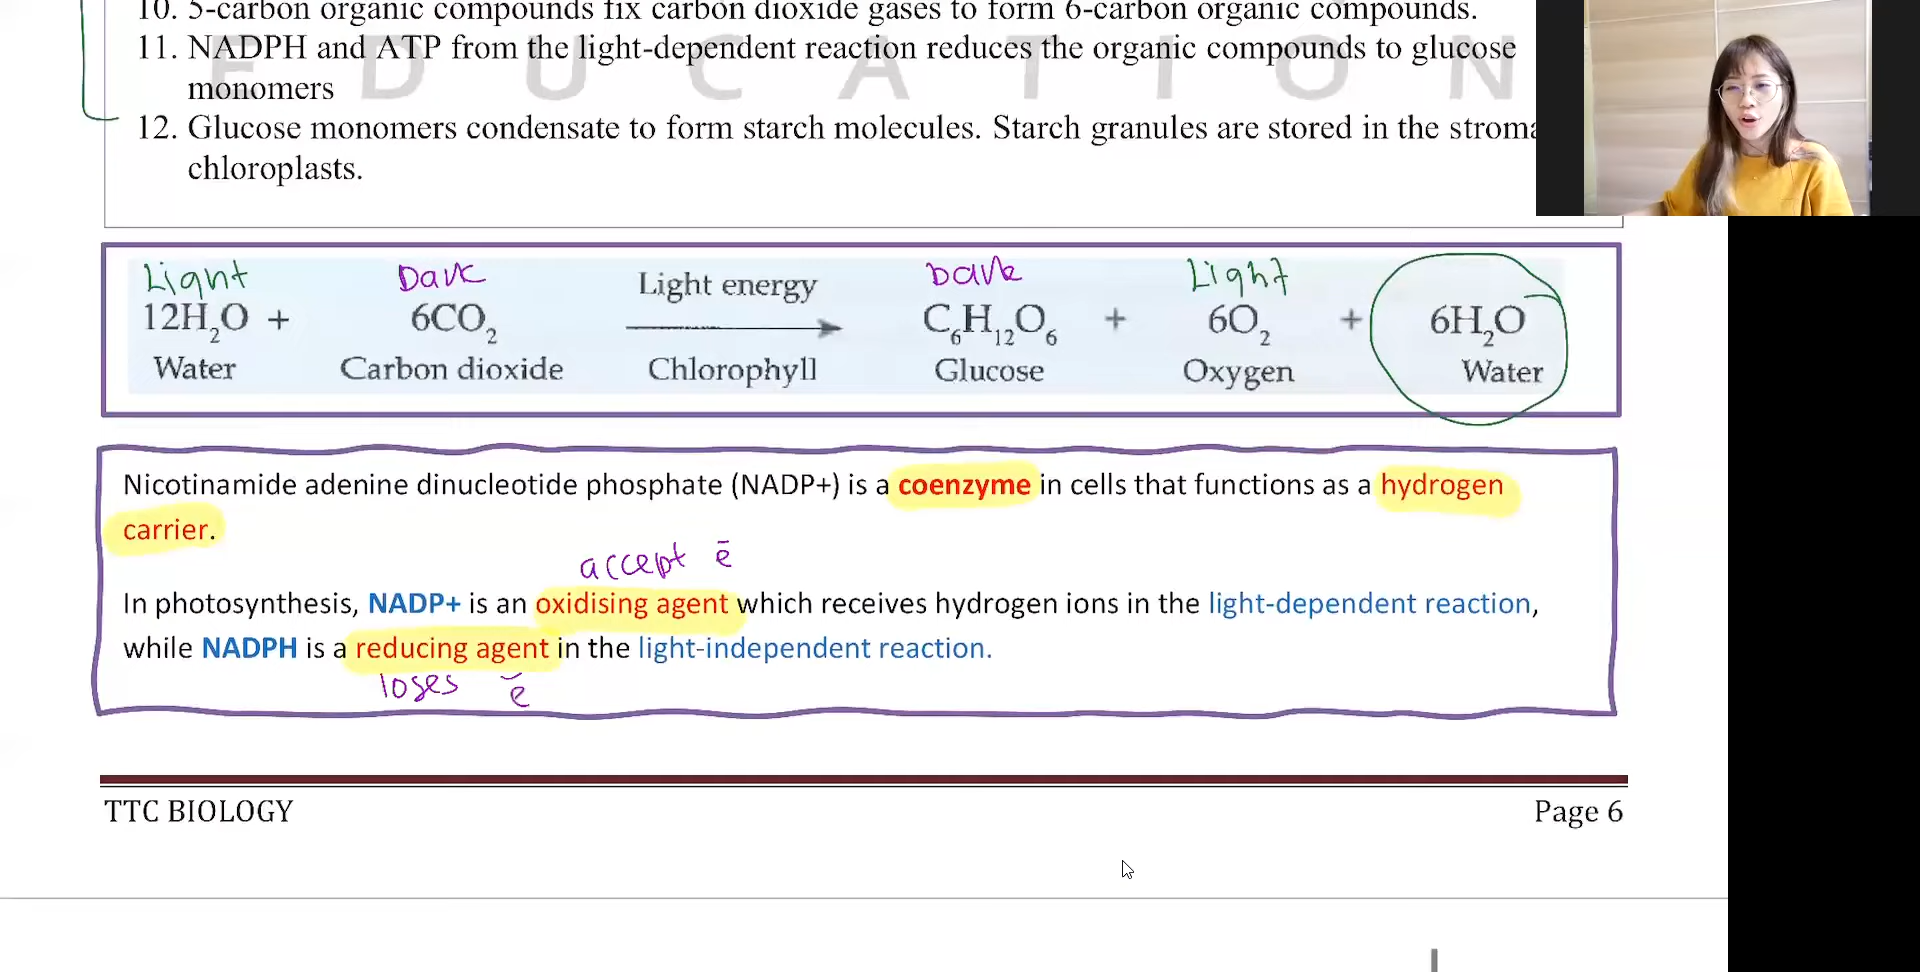 10. 5-carbon organic compounds fix carbon dioxide gases to form 6-carbon organic compounds.
11. NADPH and ATP from the light-dependent reaction reduces the organic compounds to glucose
monomers
EDUCATION
12. Glucose monomers condensate to form starch molecules. Starch granules are stored in the stroma
chloroplasts.
Light Dark Light energy Dark Light
12H₂O + 6CO₂ → C₆H₁₂O₆ + 6O₂ + 6H₂O
Water Carbon dioxide Chlorophyll Glucose Oxygen Water
Nicotinamide adenine dinucleotide phosphate (NADP+) is a coenzyme in cells that functions as a hydrogen
carrier.
accept ē
In photosynthesis, NADP+ is an oxidising agent which receives hydrogen ions in the light-dependent reaction,
while NADPH is a reducing agent in the light-independent reaction.
loses ē
TTC BIOLOGY Page 6